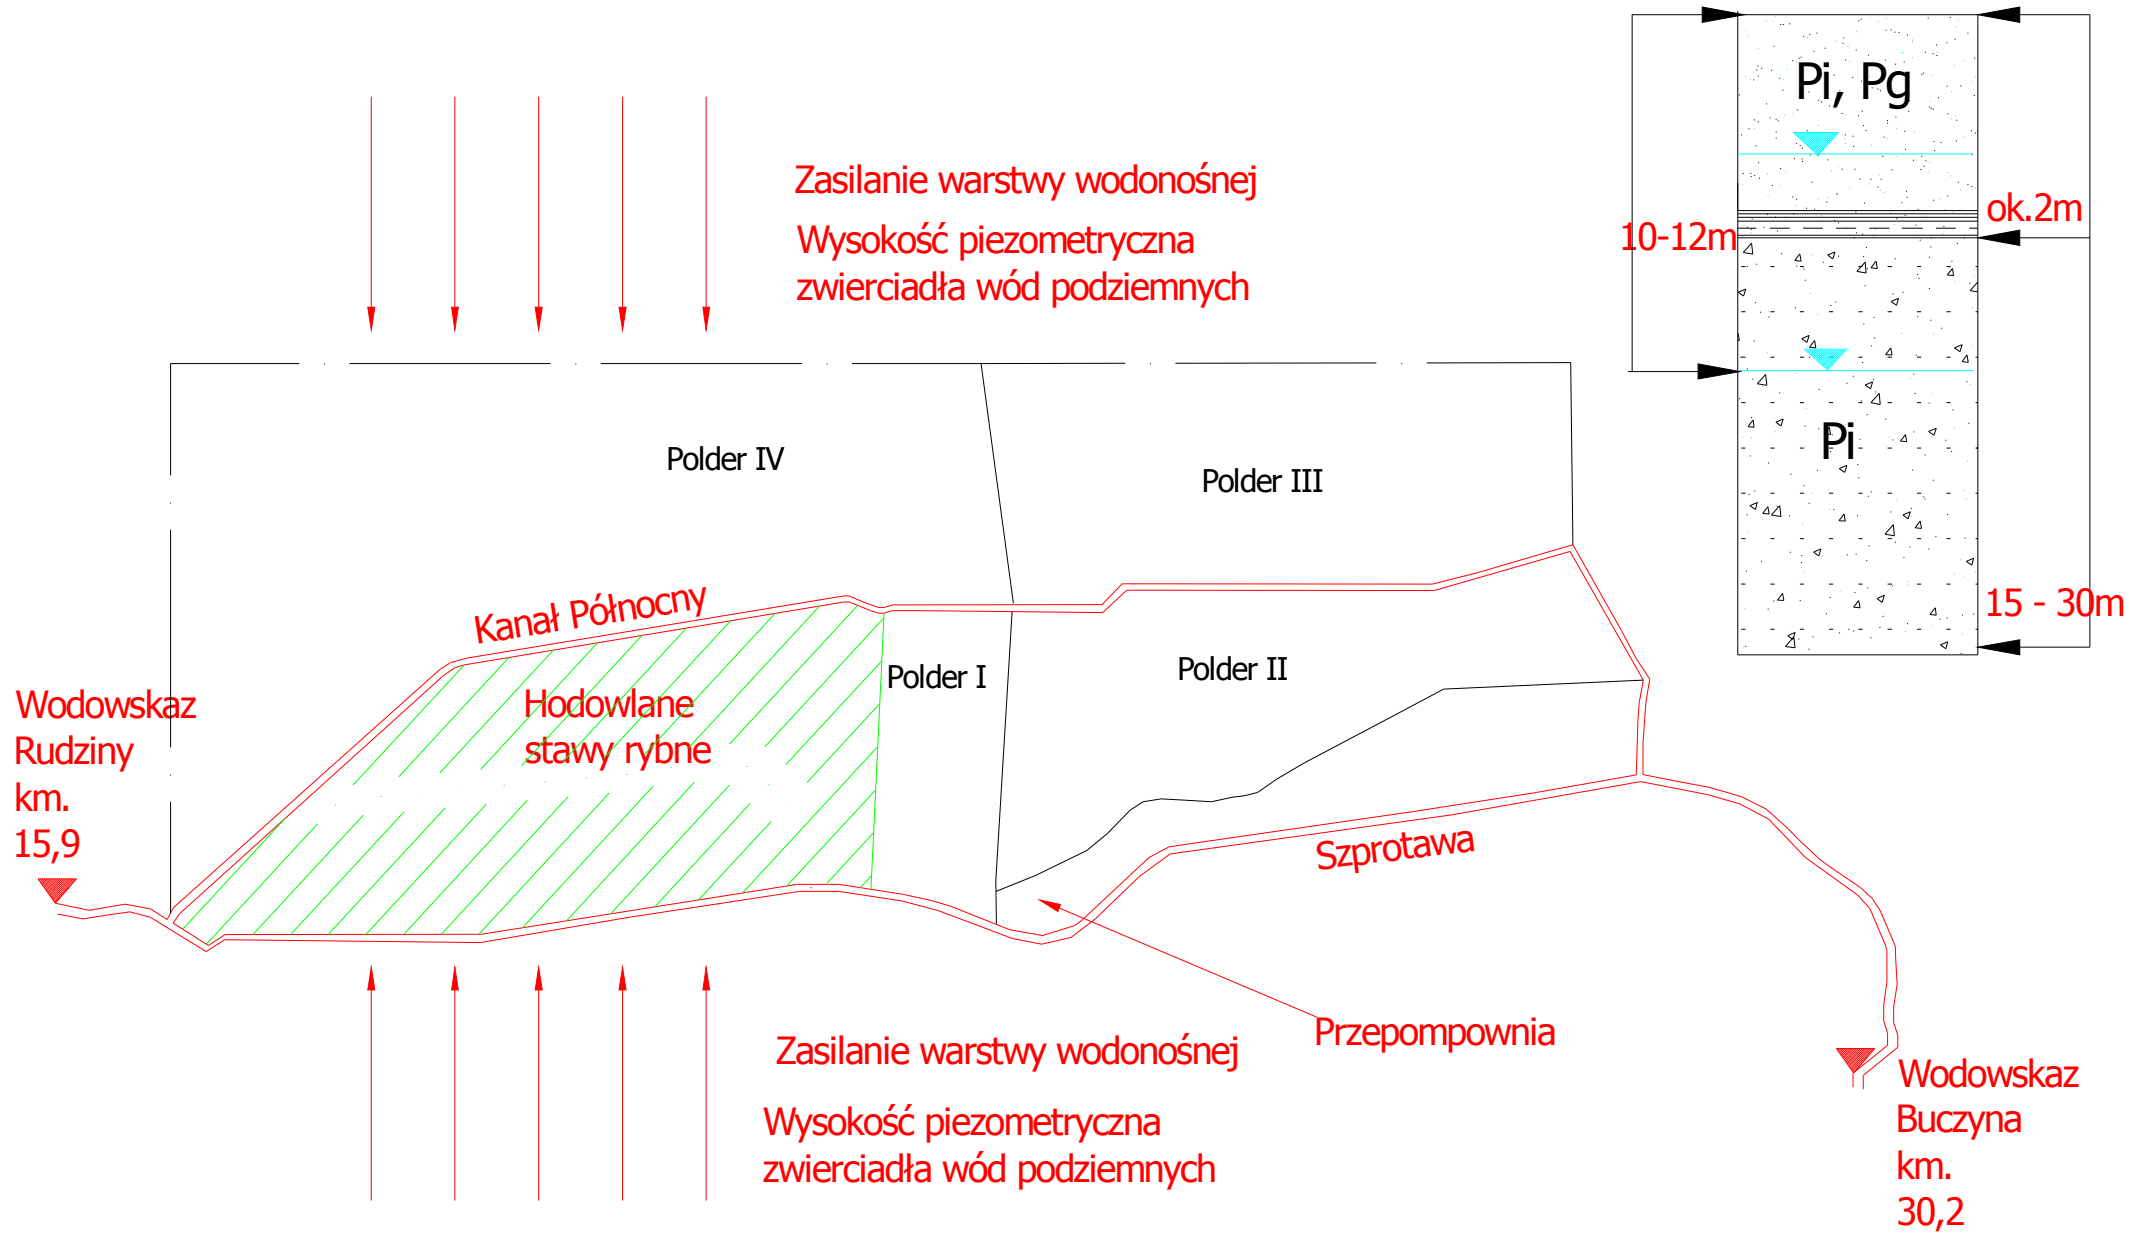 Pi, Pg
Zasilanie warstwy wodonośnej
Wysokość piezometryczna
zwierciadła wód podziemnych
10-12m
ok.2m
Pi
15 - 30m
Polder IV
Polder III
Kanał Północny
Polder I
Polder II
Hodowlane
stawy rybne
Wodowskaz
Rudziny
km.
15,9
Szprotawa
Przepompownia
Zasilanie warstwy wodonośnej
Wysokość piezometryczna
zwierciadła wód podziemnych
Wodowskaz
Buczyna
km.
30,2